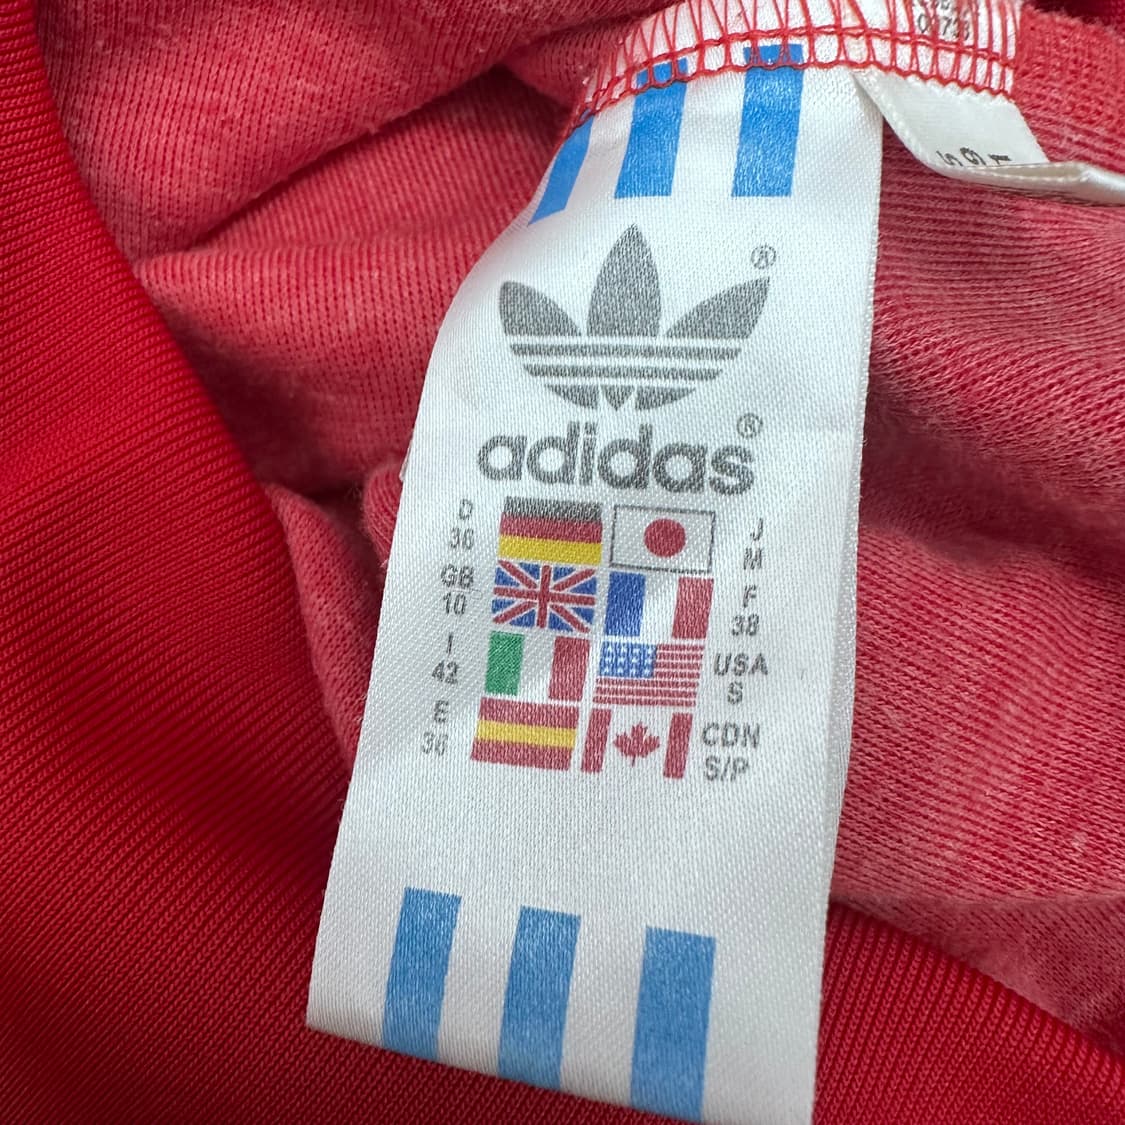 ®
adidas®
D
36
GB
10
I
42
E
36
J
M
F
38
USA
S
CDN
S/P